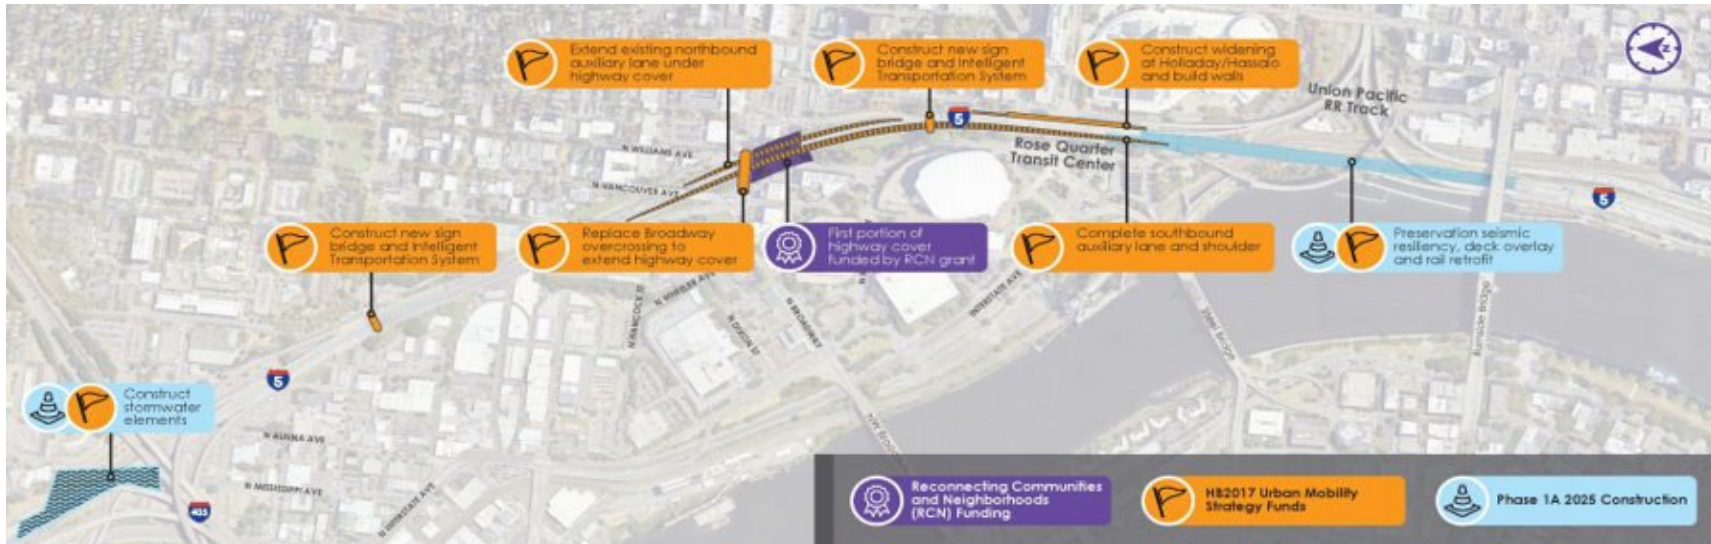 Extend existing northbound
auxiliary lane under
highway cover
Construct new sign
bridge and Intelligent
Transportation System
Construct widening
at Holladay/Hassalo
and build walls
Z
Union Pacific
RR Track
5
Rose Quarter
Transit Center
N WILLIAMS AVE
N VANCOUVER AVE
5
Construct new sign
bridge and Intelligent
Transportation System
Replace Broadway
overcrossing to
extend highway cover
First portion of
highway cover
funded by RCN grant
Complete southbound
auxiliary lane and shoulder
Preservation seismic
resiliency, deck overlay
and rail retrofit
N HANCOCK ST
N WHEELER AVE
N DIXON ST
N BROADWAY
INTERSTATE AVE
Steel Bridge
Burnside Bridge
5
Construct
stormwater
elements
N ALBINA AVE
N MISSISSIPPI AVE
N INTERSTATE AVE
405
Reconnecting Communities
and Neighborhoods
(RCN) Funding
HB2017 Urban Mobility
Strategy Funds
Phase 1A 2025 Construction